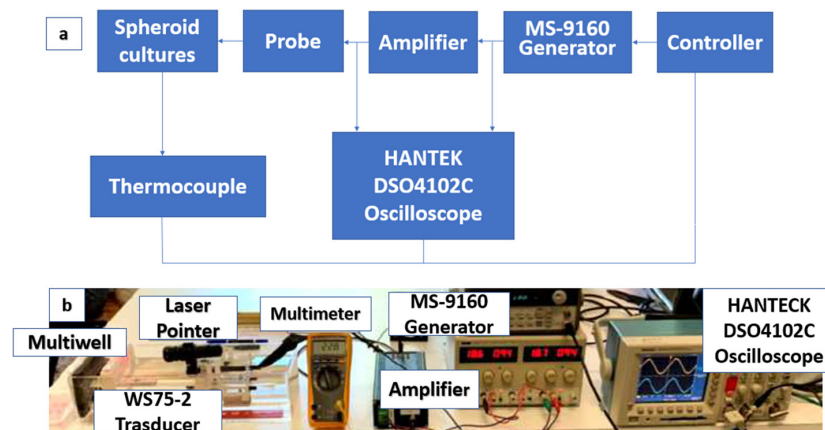 a
Spheroid
cultures
Probe
Amplifier
MS-9160
Generator
Controller
Thermocouple
HANTEK
DSO4102C
Oscilloscope
b
Multiwell
Laser
Pointer
Multimeter
MS-9160
Generator
HANTECK
DSO4102C
Oscilloscope
WS75-2
Trasducer
Amplifier